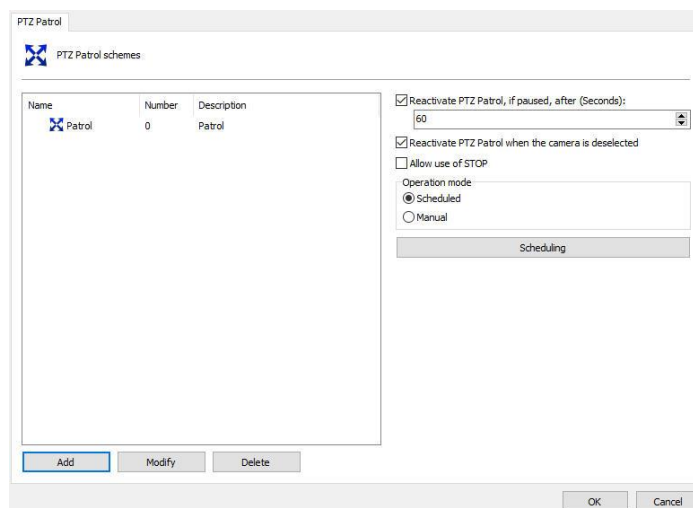 PTZ Patrol
PTZ Patrol schemes
Name Number Description
Patrol 0 Patrol
Reactivate PTZ Patrol, if paused, after (Seconds):
60
Reactivate PTZ Patrol when the camera is deselected
Allow use of STOP
Operation mode
Scheduled
Manual
Scheduling
Add Modify Delete
OK Cancel